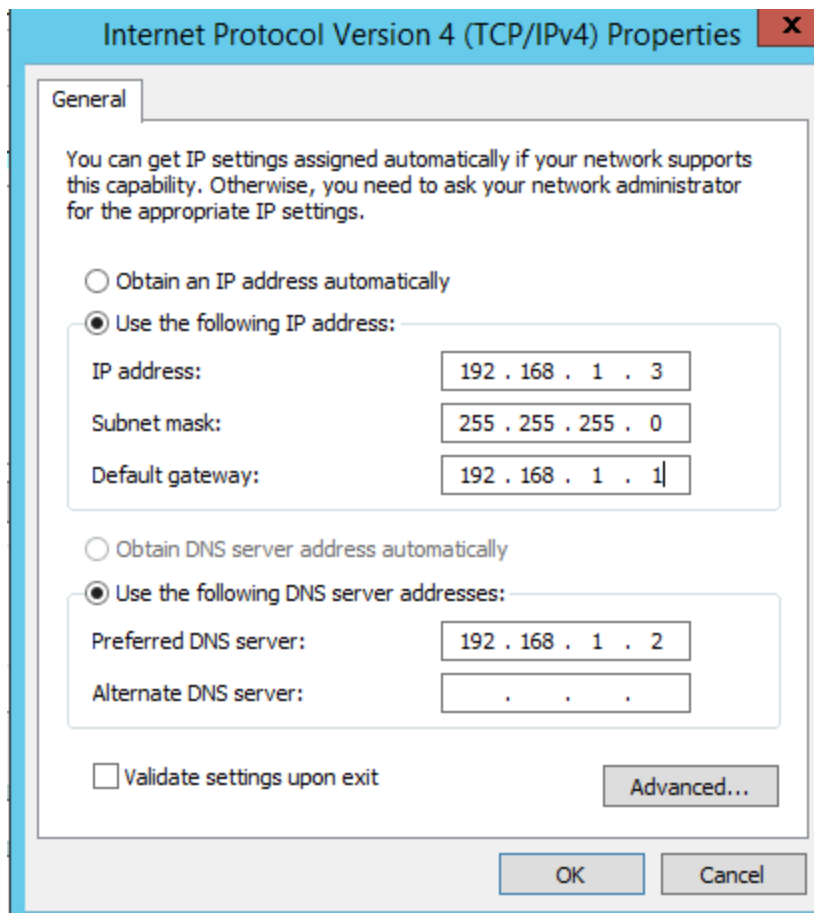 Internet Protocol Version 4 (TCP/IPv4) Properties
x
General
You can get IP settings assigned automatically if your network supports
this capability. Otherwise, you need to ask your network administrator
for the appropriate IP settings.
Obtain an IP address automatically
Use the following IP address:
IP address: 192 . 168 . 1 . 3
Subnet mask: 255 . 255 . 255 . 0
Default gateway: 192 . 168 . 1 . 1
Obtain DNS server address automatically
Use the following DNS server addresses:
Preferred DNS server: 192 . 168 . 1 . 2
Alternate DNS server: . . .
Validate settings upon exit
Advanced...
OK Cancel